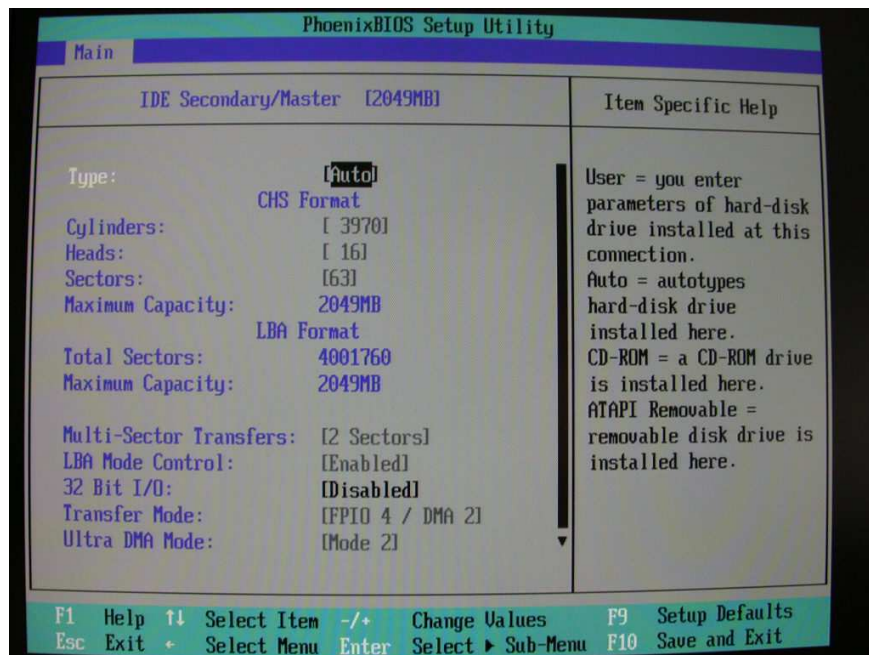 PhoenixBIOS Setup Utility
Main
IDE Secondary/Master [2049MB]
Item Specific Help
Type: [Auto]
CHS Format
Cylinders: [ 3970]
Heads: [ 16]
Sectors: [63]
Maximum Capacity: 2049MB
LBA Format
Total Sectors: 4001760
Maximum Capacity: 2049MB
Multi-Sector Transfers: [2 Sectors]
LBA Mode Control: [Enabled]
32 Bit I/O: [Disabled]
Transfer Mode: [FPIO 4 / DMA 2]
Ultra DMA Mode: [Mode 2]
User = you enter
parameters of hard-disk
drive installed at this
connection.
Auto = autotypes
hard-disk drive
installed here.
CD-ROM = a CD-ROM drive
is installed here.
ATAPI Removable =
removable disk drive is
installed here.
F1 Help ↑↓ Select Item -/+ Change Values F9 Setup Defaults
Esc Exit ← Select Menu Enter Select ▶ Sub-Menu F10 Save and Exit